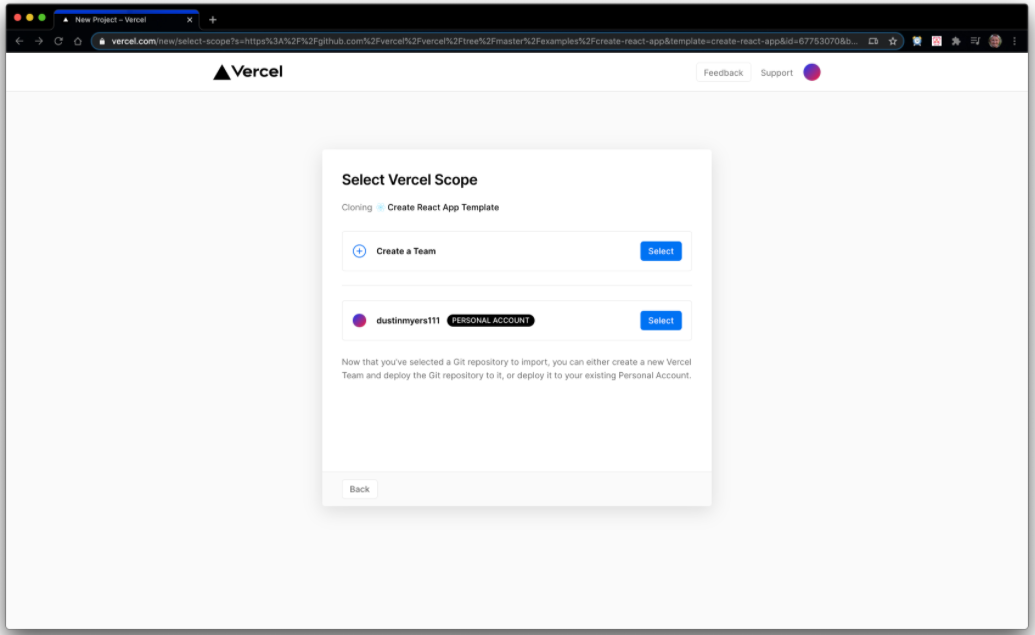 New Project – Vercel
vercel.com/new/select-scope?s=https%3A%2F%2Fgithub.com%2Fvercel%2Fvercel%2Ftree%2Fmaster%2Fexamples%2Fcreate-react-app&template=create-react-app&id=67753070&b...
Vercel
Feedback Support
Select Vercel Scope
Cloning Create React App Template
Create a Team Select
dustinmyers111 PERSONAL ACCOUNT Select
Now that you've selected a Git repository to import, you can either create a new Vercel
Team and deploy the Git repository to it, or deploy it to your existing Personal Account.
Back